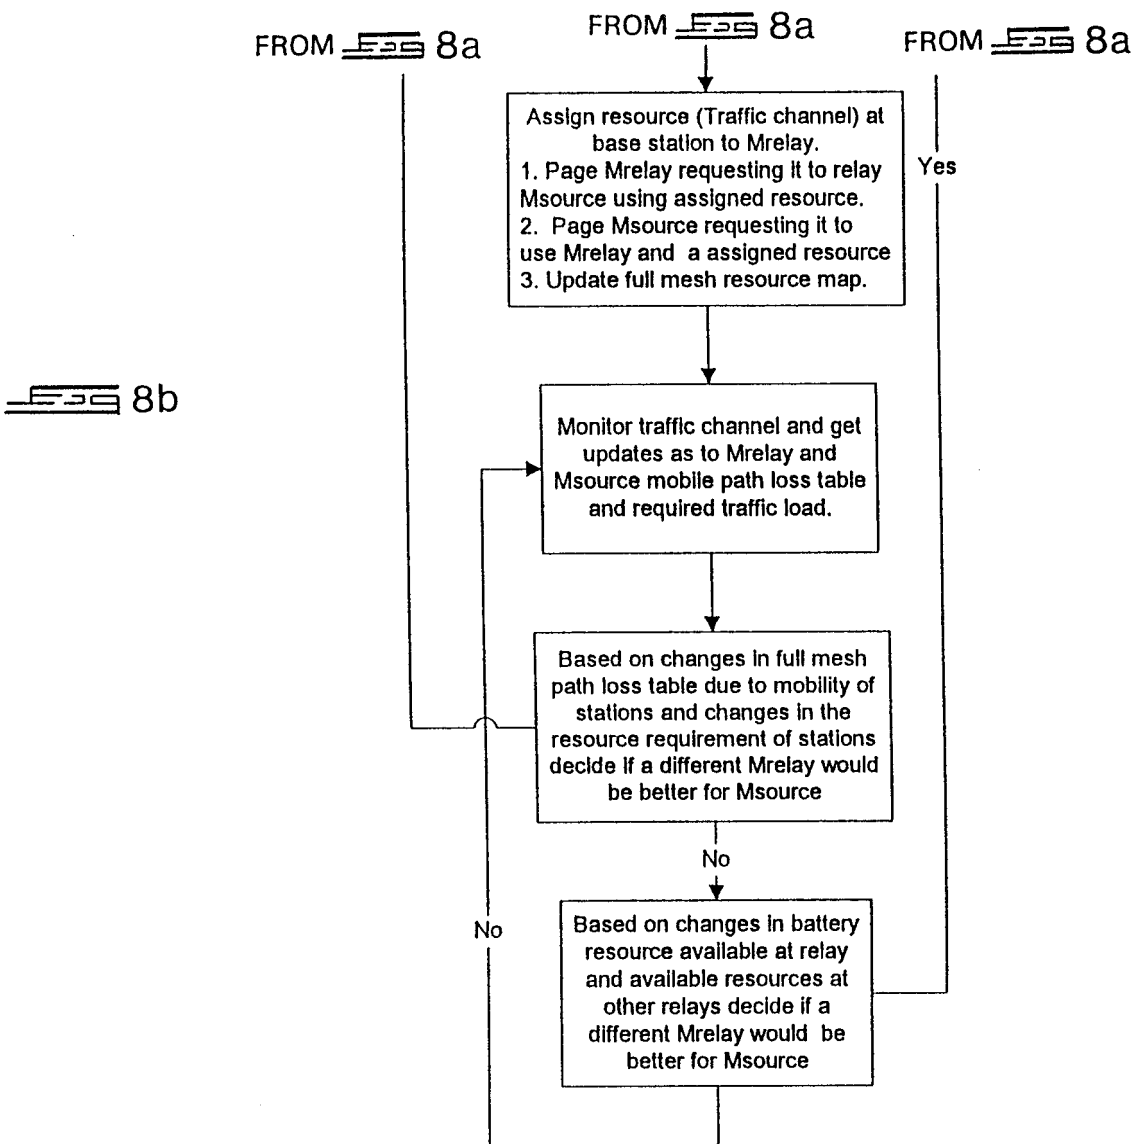 FROM Fig 8a
FROM Fig 8a
FROM Fig 8a
Assign resource (Traffic channel) at
base station to Mrelay.
1. Page Mrelay requesting it to relay
Msource using assigned resource.
2. Page Msource requesting it to
use Mrelay and a assigned resource
3. Update full mesh resource map.
Yes
Fig 8b
Monitor traffic channel and get
updates as to Mrelay and
Msource mobile path loss table
and required traffic load.
Based on changes in full mesh
path loss table due to mobility of
stations and changes in the
resource requirement of stations
decide if a different Mrelay would
be better for Msource
No
No
Based on changes in battery
resource available at relay
and available resources at
other relays decide if a
different Mrelay would be
better for Msource